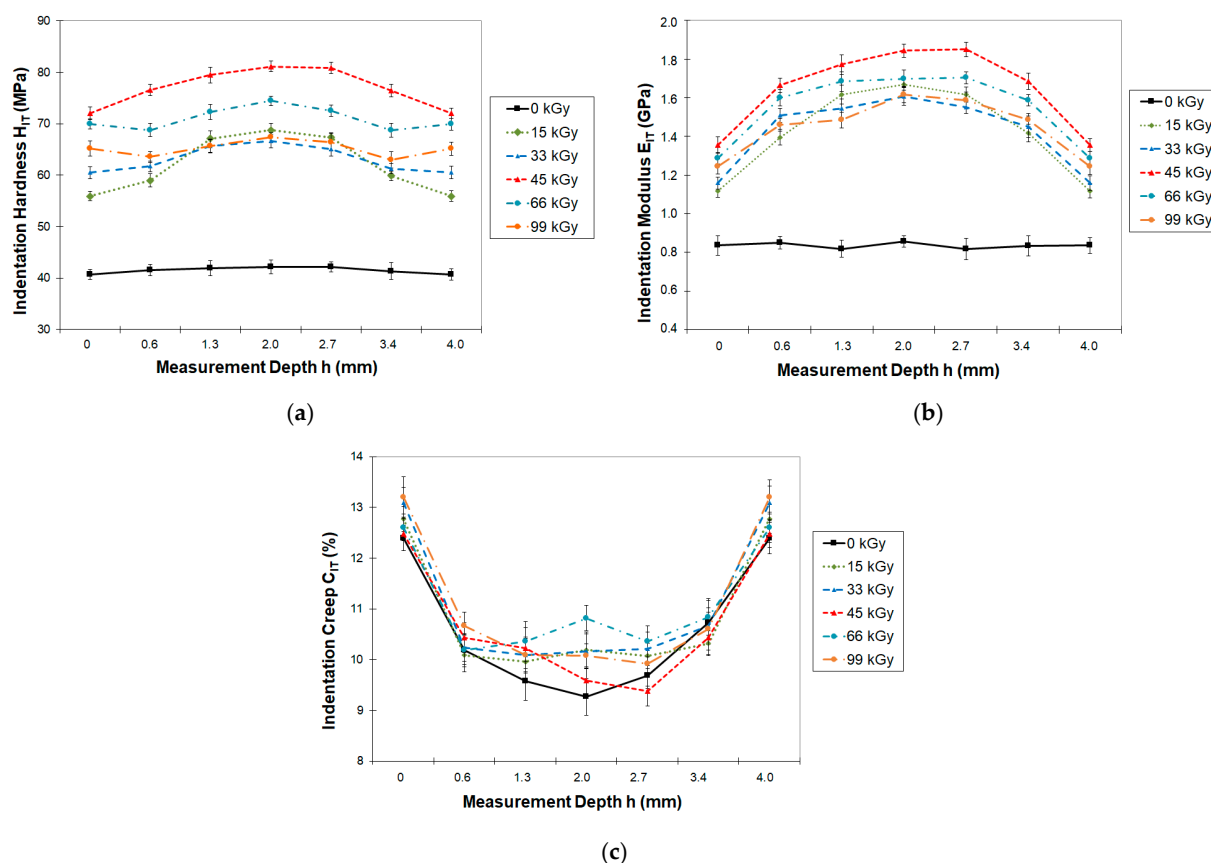 90
80
70
60
50
40
30
Indentation Hardness H_IT (MPa)
0 0.6 1.3 2.0 2.7 3.4 4.0
Measurement Depth h (mm)
0 kGy
15 kGy
33 kGy
45 kGy
66 kGy
99 kGy
(a)
2.0
1.8
1.6
1.4
1.2
1.0
0.8
0.6
0.4
Indentation Modulus E_IT (GPa)
0 0.6 1.3 2.0 2.7 3.4 4.0
Measurement Depth h (mm)
0 kGy
15 kGy
33 kGy
45 kGy
66 kGy
99 kGy
(b)
14
13
12
11
10
9
8
Indentation Creep C_IT (%)
0 0.6 1.3 2.0 2.7 3.4 4.0
Measurement Depth h (mm)
0 kGy
15 kGy
33 kGy
45 kGy
66 kGy
99 kGy
(c)